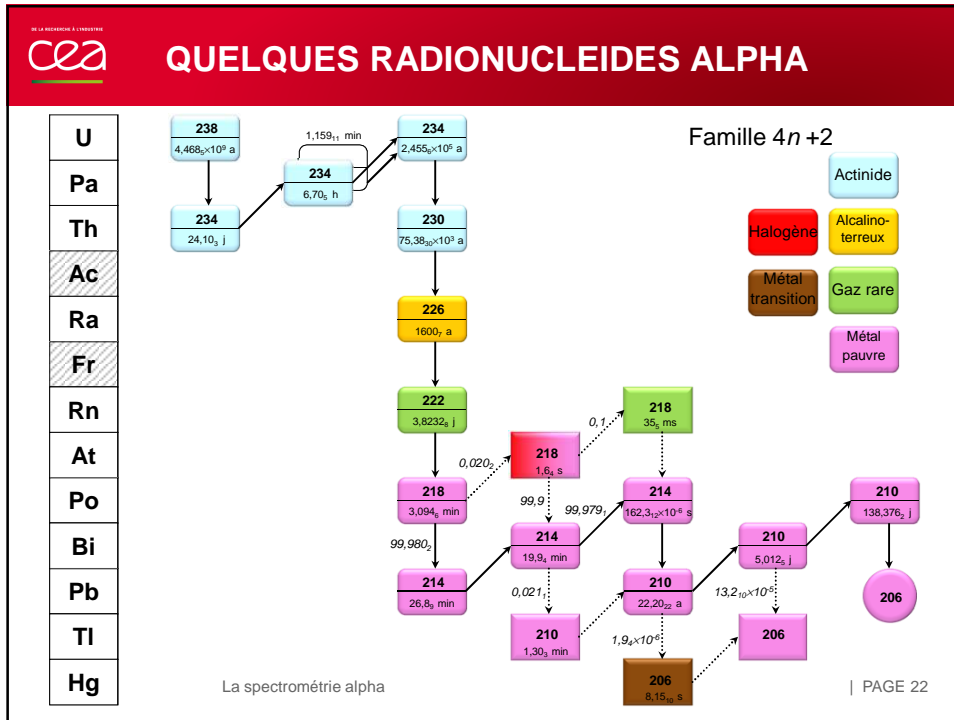 DE LA RECHERCHE À L'INDUSTRIE
cea
QUELQUES RADIONUCLEIDES ALPHA
Famille 4n +2
U
Pa
Th
Ac
Ra
Fr
Rn
At
Po
Bi
Pb
Tl
Hg
238
4,468₅×10⁹ a
1,159₁₁ min
234
2,455₆×10⁵ a
234
6,70₅ h
234
24,10₃ j
230
75,38₃₀×10³ a
226
1600₇ a
222
3,8232₈ j
218
35₅ ms
0,1
218
1,6₄ s
0,020₂
218
3,094₆ min
99,9
99,979₁
214
162,3₁₂×10⁻⁶ s
210
138,376₂ j
99,980₂
214
19,9₄ min
210
5,012₅ j
214
26,8₉ min
0,021₁
210
22,20₂₂ a
13,2₁₀×10⁻⁵
206
210
1,30₃ min
1,9₄×10⁻⁶
206
206
8,15₁₀ s
Actinide
Halogène
Alcalino-
terreux
Métal
transition
Gaz rare
Métal
pauvre
La spectrométrie alpha
| PAGE 22